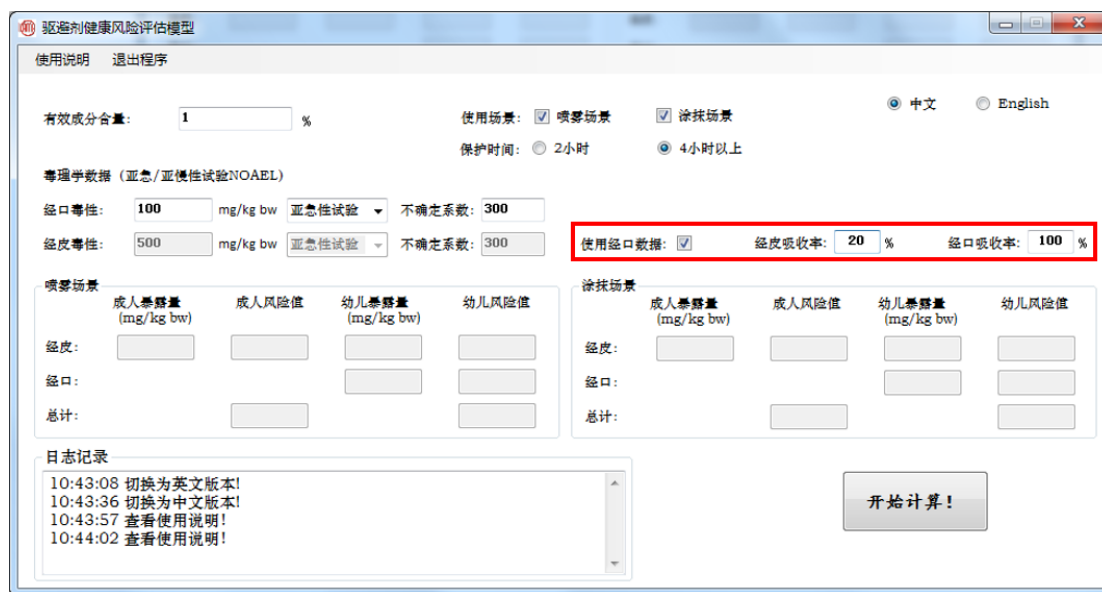 驱避剂健康风险评估模型
使用说明 退出程序
中文 English
有效成分含量: 1 % 使用场景: 喷雾场景 涂抹场景
保护时间: 2小时 4小时以上
毒理学数据 (亚急/亚慢性试验NOAEL)
经口毒性: 100 mg/kg bw 亚急性试验 不确定系数: 300
经皮毒性: 500 mg/kg bw 亚急性试验 不确定系数: 300 使用经口数据: 经皮吸收率: 20 % 经口吸收率: 100 %
喷雾场景
成人暴露量 成人风险值 幼儿暴露量 幼儿风险值
(mg/kg bw) (mg/kg bw)
经皮:
经口:
总计:
涂抹场景
成人暴露量 成人风险值 幼儿暴露量 幼儿风险值
(mg/kg bw) (mg/kg bw)
经皮:
经口:
总计:
日志记录
10:43:08 切换为英文版本!
10:43:36 切换为中文版本!
10:43:57 查看使用说明!
10:44:02 查看使用说明!
开始计算!